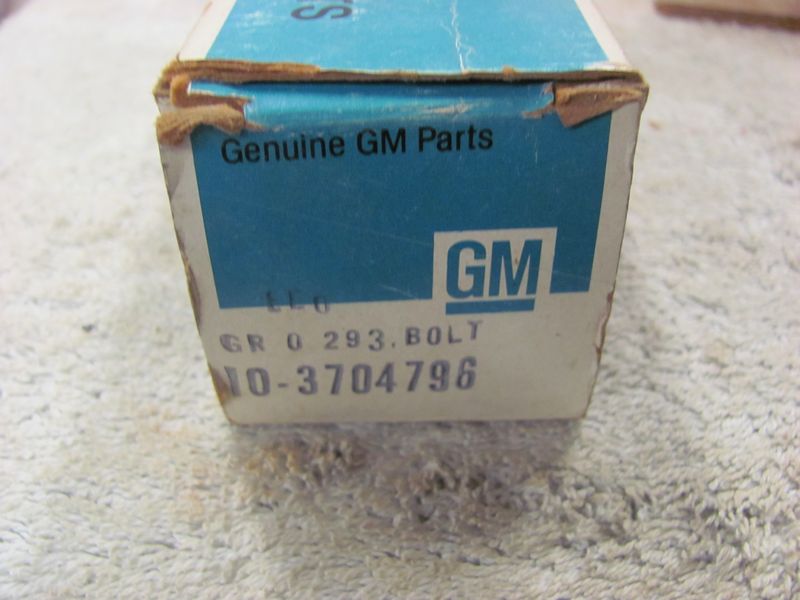 Genuine GM Parts
GM
GR 0 293.BOLT
10-3704796